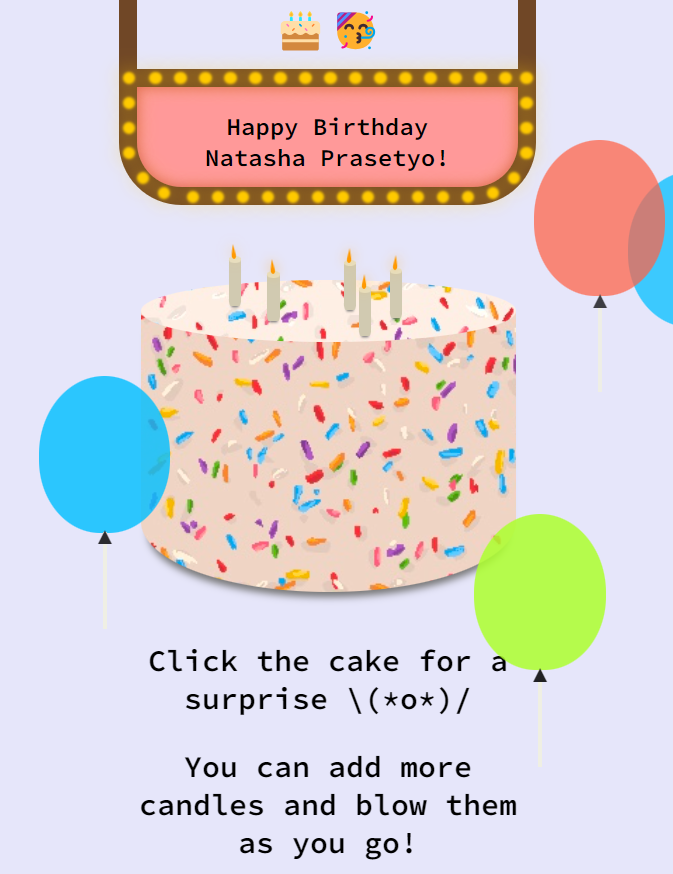 Happy Birthday
Natasha Prasetyo!
Click the cake for a
surprise \(*o*)/
You can add more
candles and blow them
as you go!